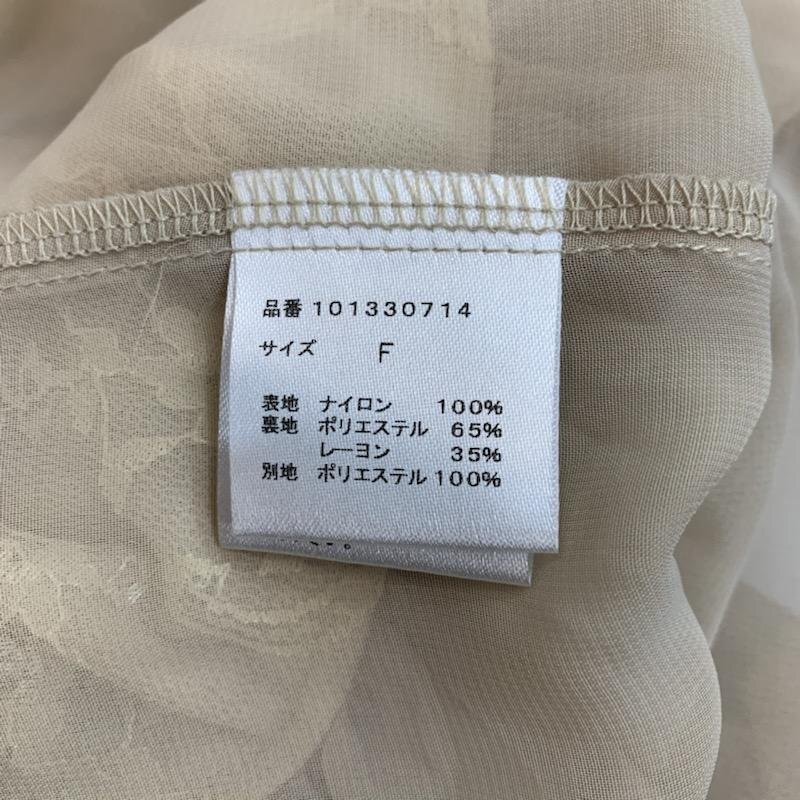 品番 101330714
サイズ F
表地 ナイロン 100%
裏地 ポリエステル 65%
レーヨン 35%
別地 ポリエステル 100%